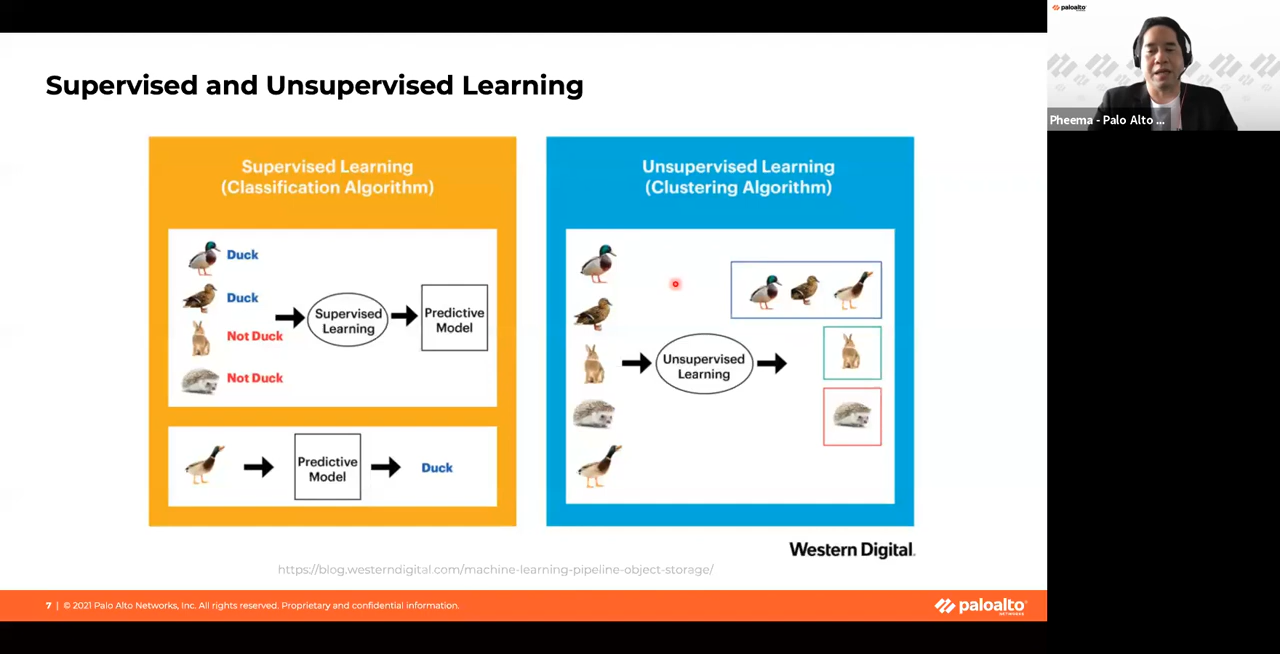 Supervised and Unsupervised Learning
Supervised Learning
(Classification Algorithm)
Duck
Duck
Not Duck
Not Duck
Supervised
Learning
Predictive
Model
Predictive
Model
Duck
Unsupervised Learning
(Clustering Algorithm)
Unsupervised
Learning
Western Digital.
https://blog.westerndigital.com/machine-learning-pipeline-object-storage/
7 | © 2021 Palo Alto Networks, Inc. All rights reserved. Proprietary and confidential information.
paloalto
NETWORKS
paloalto
Pheema - Palo Alto ...